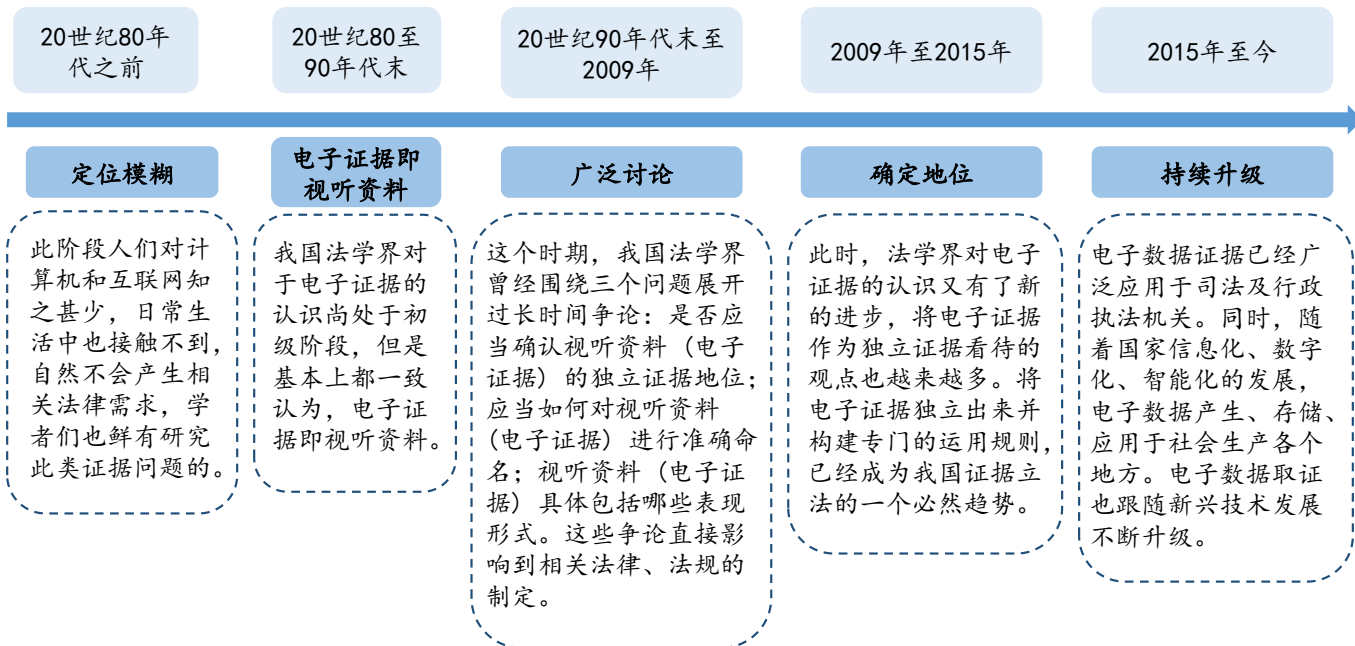 20世纪80年
代之前
20世纪80至
90年代末
20世纪90年代末至
2009年
2009年至2015年
2015年至今
定位模糊
电子证据即
视听资料
广泛讨论
确定地位
持续升级
此阶段人们对计
算机和互联网知
之甚少，日常生
活中也接触不到，
自然不会产生相
关法律需求，学
者们也鲜有研究
此类证据问题的。
我国法学界对
于电子证据的
认识尚处于初
级阶段，但是
基本上都一致
认为，电子证
据即视听资料。
这个时期，我国法学界
曾经围绕三个问题展开
过长时间争论：是否应
当确认视听资料（电子
证据）的独立证据地位；
应当如何对视听资料
（电子证据）进行准确命
名；视听资料（电子证
据）具体包括哪些表现
形式。这些争论直接影
响到相关法律、法规的
制定。
此时，法学界对电子
证据的认识又有了新
的进步，将电子证据
作为独立证据看待的
观点也越来越多。将
电子证据独立出来并
构建专门的运用规则，
已经成为我国证据立
法的一个必然趋势。
电子数据证据已经广
泛应用于司法及行政
执法机关。同时，随
着国家信息化、数字
化、智能化的发展，
电子数据产生、存储、
应用于社会生产各个
地方。电子数据取证
也跟随新兴技术发展
不断升级。